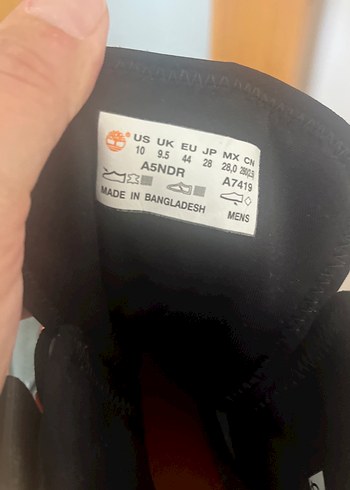 US UK EU JP MX CN
10 9.5 44 28 28,0
A5NDR A7419
MADE IN BANGLADESH MENS